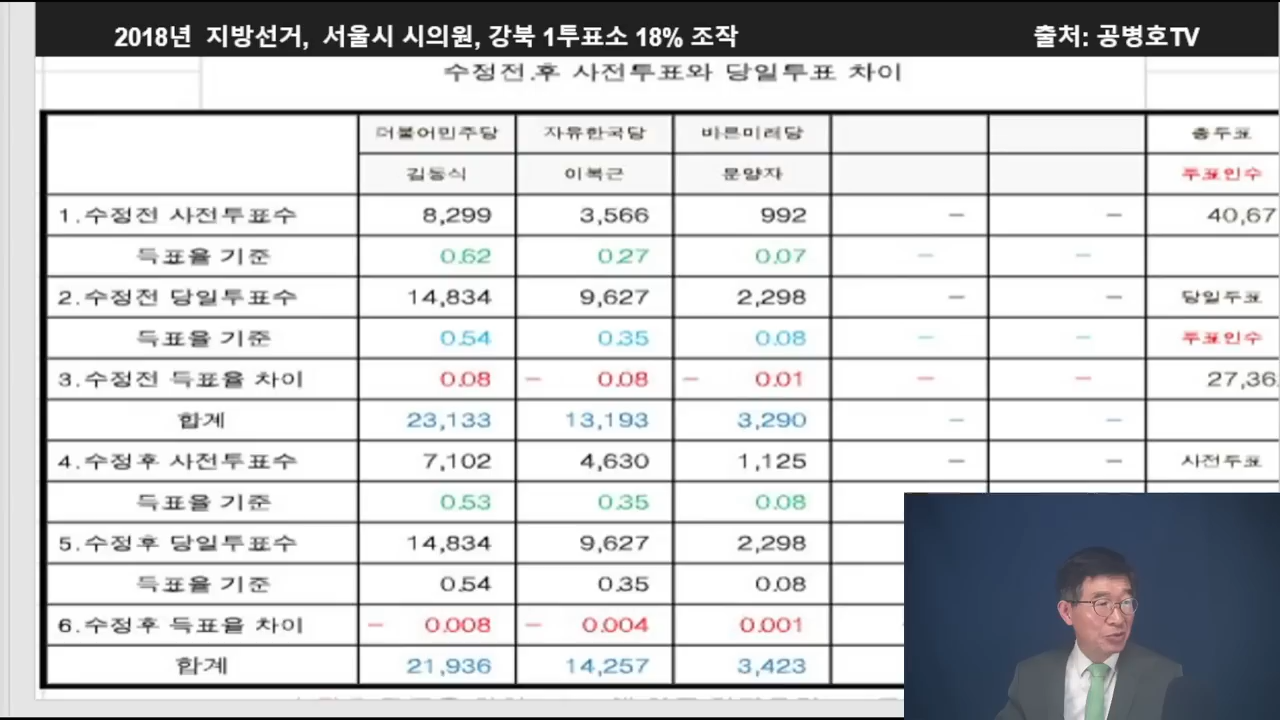 2018년 지방선거, 서울시 시의원, 강북 1투표소 18% 조작 출처: 공병호TV
수정전.후 사전투표와 당일투표 차이
더불어민주당 자유한국당 바른미래당 총투표
김동식 이복근 문양자 투표인수
1.수정전 사전투표수 8,299 3,566 992 – – 40,67
득표율 기준 0.62 0.27 0.07 – –
2.수정전 당일투표수 14,834 9,627 2,298 – – 당일투표
득표율 기준 0.54 0.35 0.08 – – 투표인수
3.수정전 득표율 차이 0.08 – 0.08 – 0.01 – – 27,36
합계 23,133 13,193 3,290 – –
4.수정후 사전투표수 7,102 4,630 1,125 – – 사전투표
득표율 기준 0.53 0.35 0.08
5.수정후 당일투표수 14,834 9,627 2,298
득표율 기준 0.54 0.35 0.08
6.수정후 득표율 차이 – 0.008 – 0.004 0.001
합계 21,936 14,257 3,423